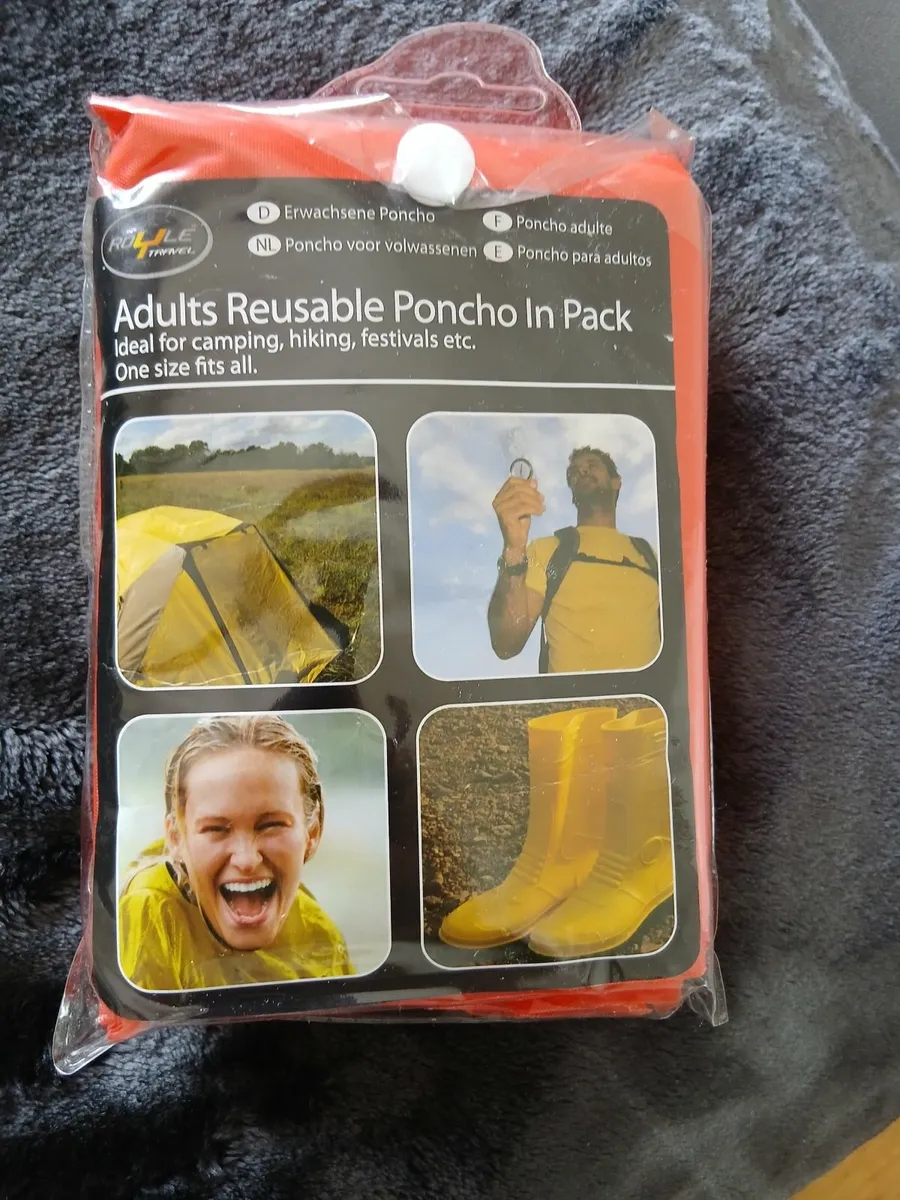 ROYLE
TRAVEL
D Erwachsene Poncho
F Poncho adulte
NL Poncho voor volwassenen
E Poncho para adultos
Adults Reusable Poncho In Pack
Ideal for camping, hiking, festivals etc.
One size fits all.